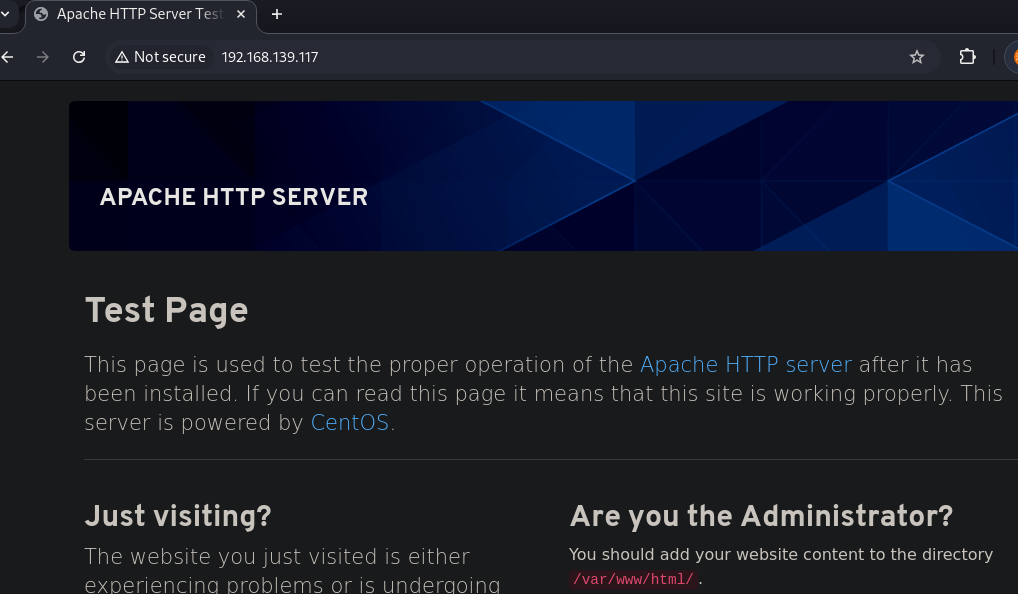 Apache HTTP Server Tes
Not secure 192.168.139.117
APACHE HTTP SERVER
Test Page
This page is used to test the proper operation of the Apache HTTP server after it has
been installed. If you can read this page it means that this site is working properly. This
server is powered by CentOS.
Just visiting?
The website you just visited is either
experiencing problems or is undergoing
Are you the Administrator?
You should add your website content to the directory
/var/www/html/.